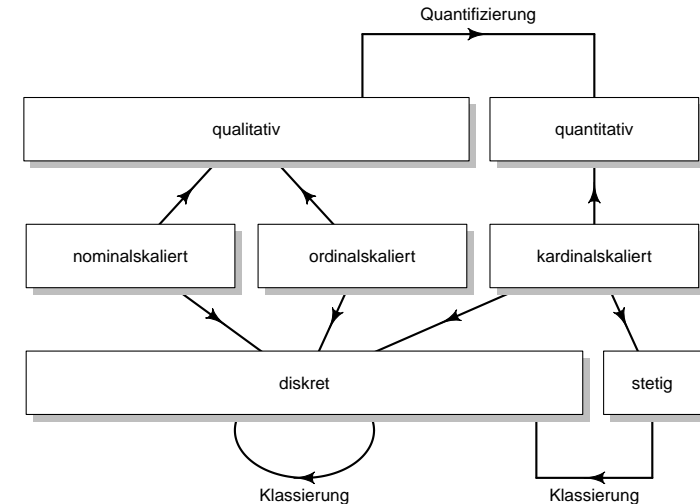 Quantifizierung
qualitativ
quantitativ
nominalskaliert
ordinalskaliert
kardinalskaliert
diskret
stetig
Klassierung
Klassierung